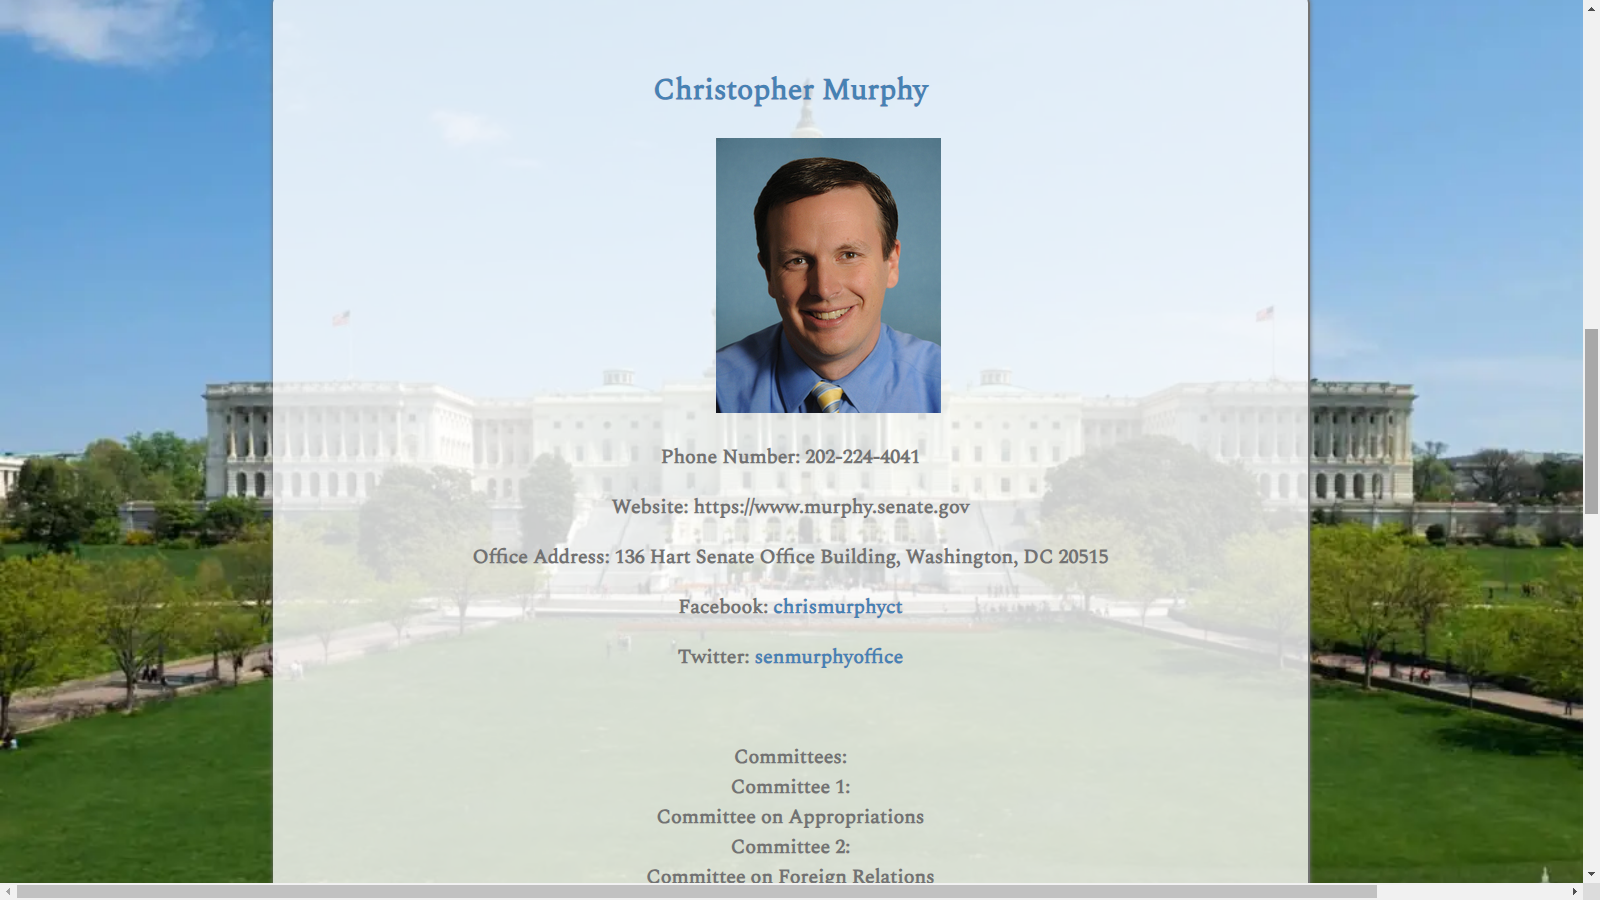 Christopher Murphy
Phone Number: 202-224-4041
Website: https://www.murphy.senate.gov
Office Address: 136 Hart Senate Office Building, Washington, DC 20515
Facebook: chrismurphyct
Twitter: senmurphyoffice
Committees:
Committee 1:
Committee on Appropriations
Committee 2:
Committee on Foreign Relations